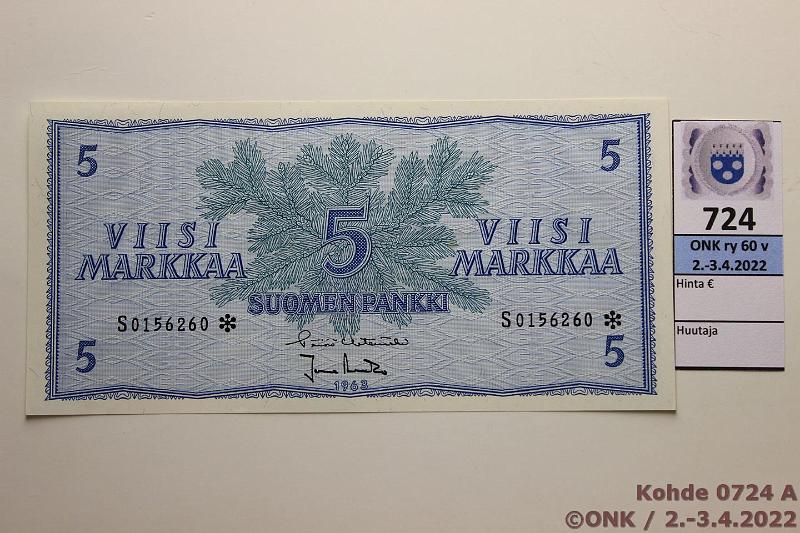 5 5
5
VIISI MARKKAA
VIISI MARKKAA
SUOMEN PANKKI
S0156260 *
S0156260 *
5 5
1963
724
ONK ry 60 v
2.-3.4.2022
Hinta €
Huutaja
Kohde 0724 A
©ONK / 2.-3.4.2022